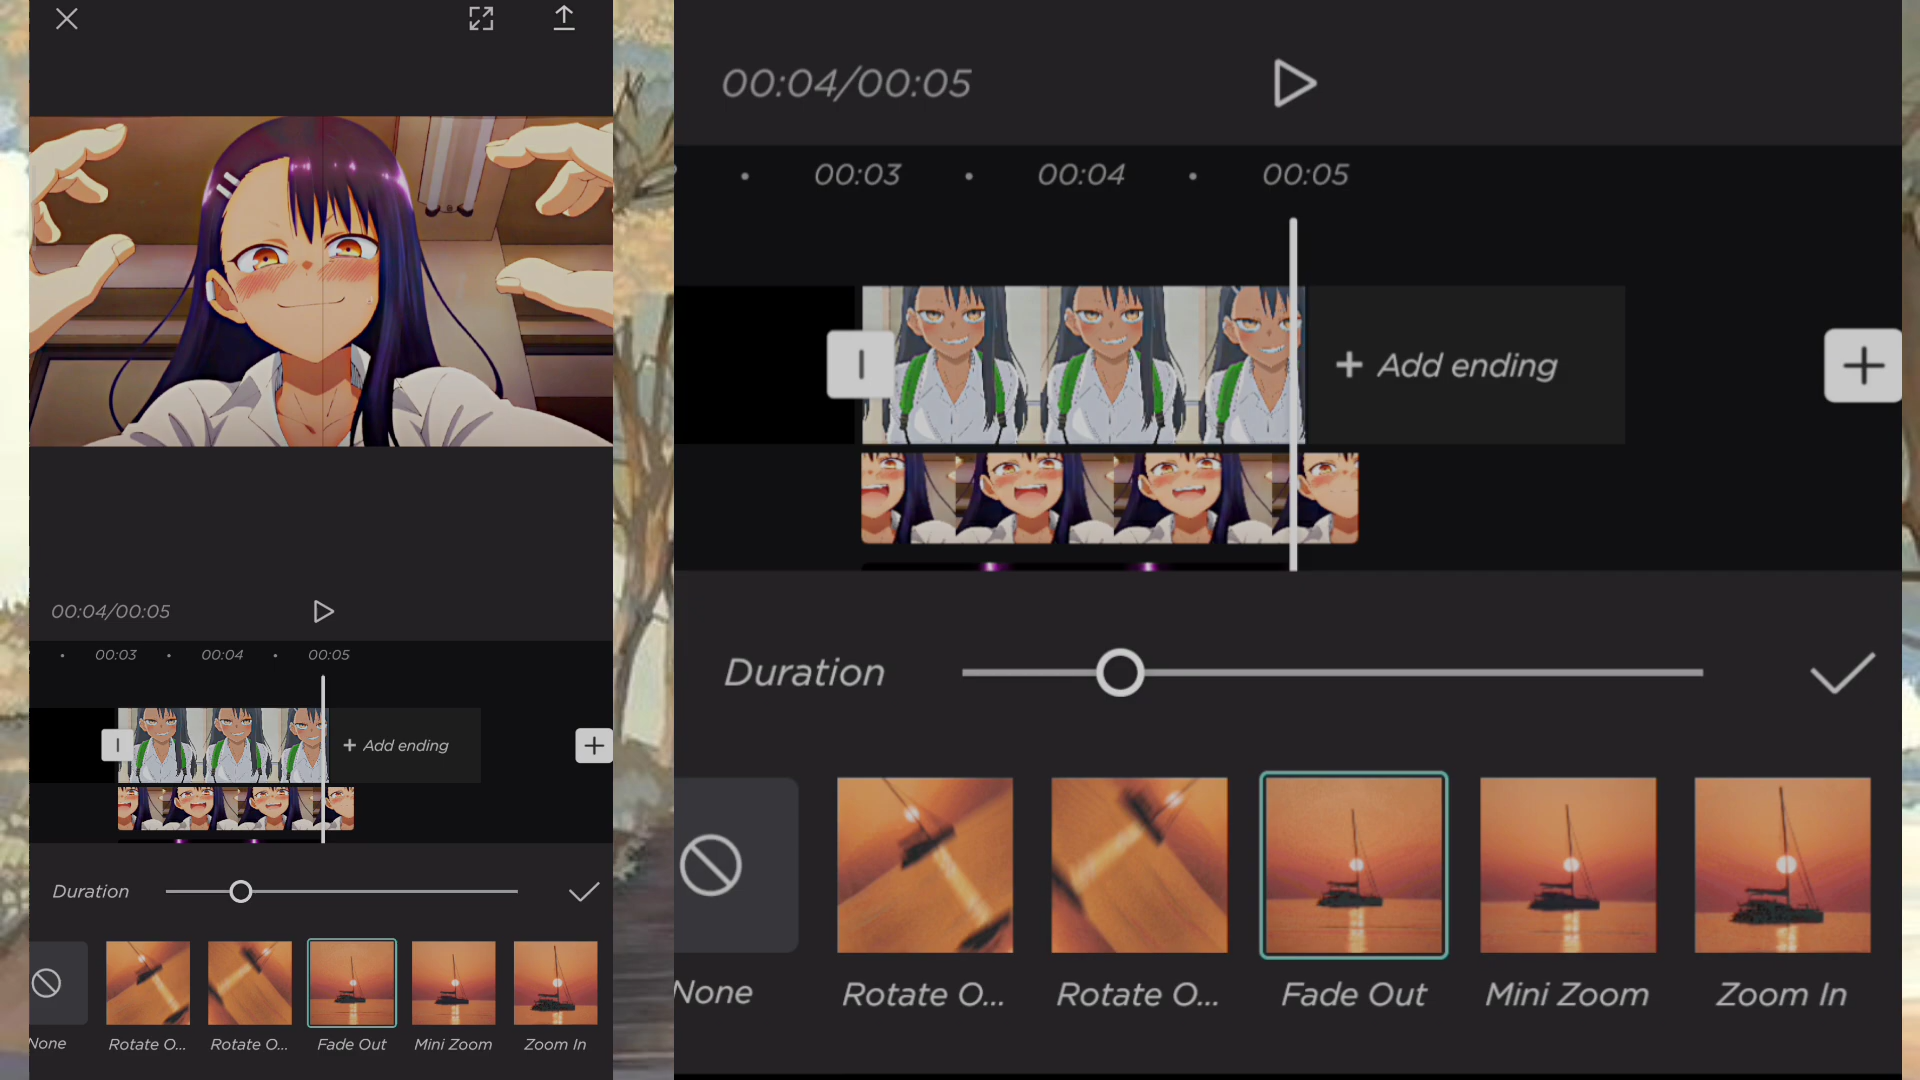 00:04/00:05
00:03 00:04 00:05
+ Add ending
Duration
None Rotate O... Rotate O... Fade Out Mini Zoom Zoom In
00:04/00:05
00:03 00:04 00:05
+ Add ending
Duration
None Rotate O... Rotate O... Fade Out Mini Zoom Zoom In